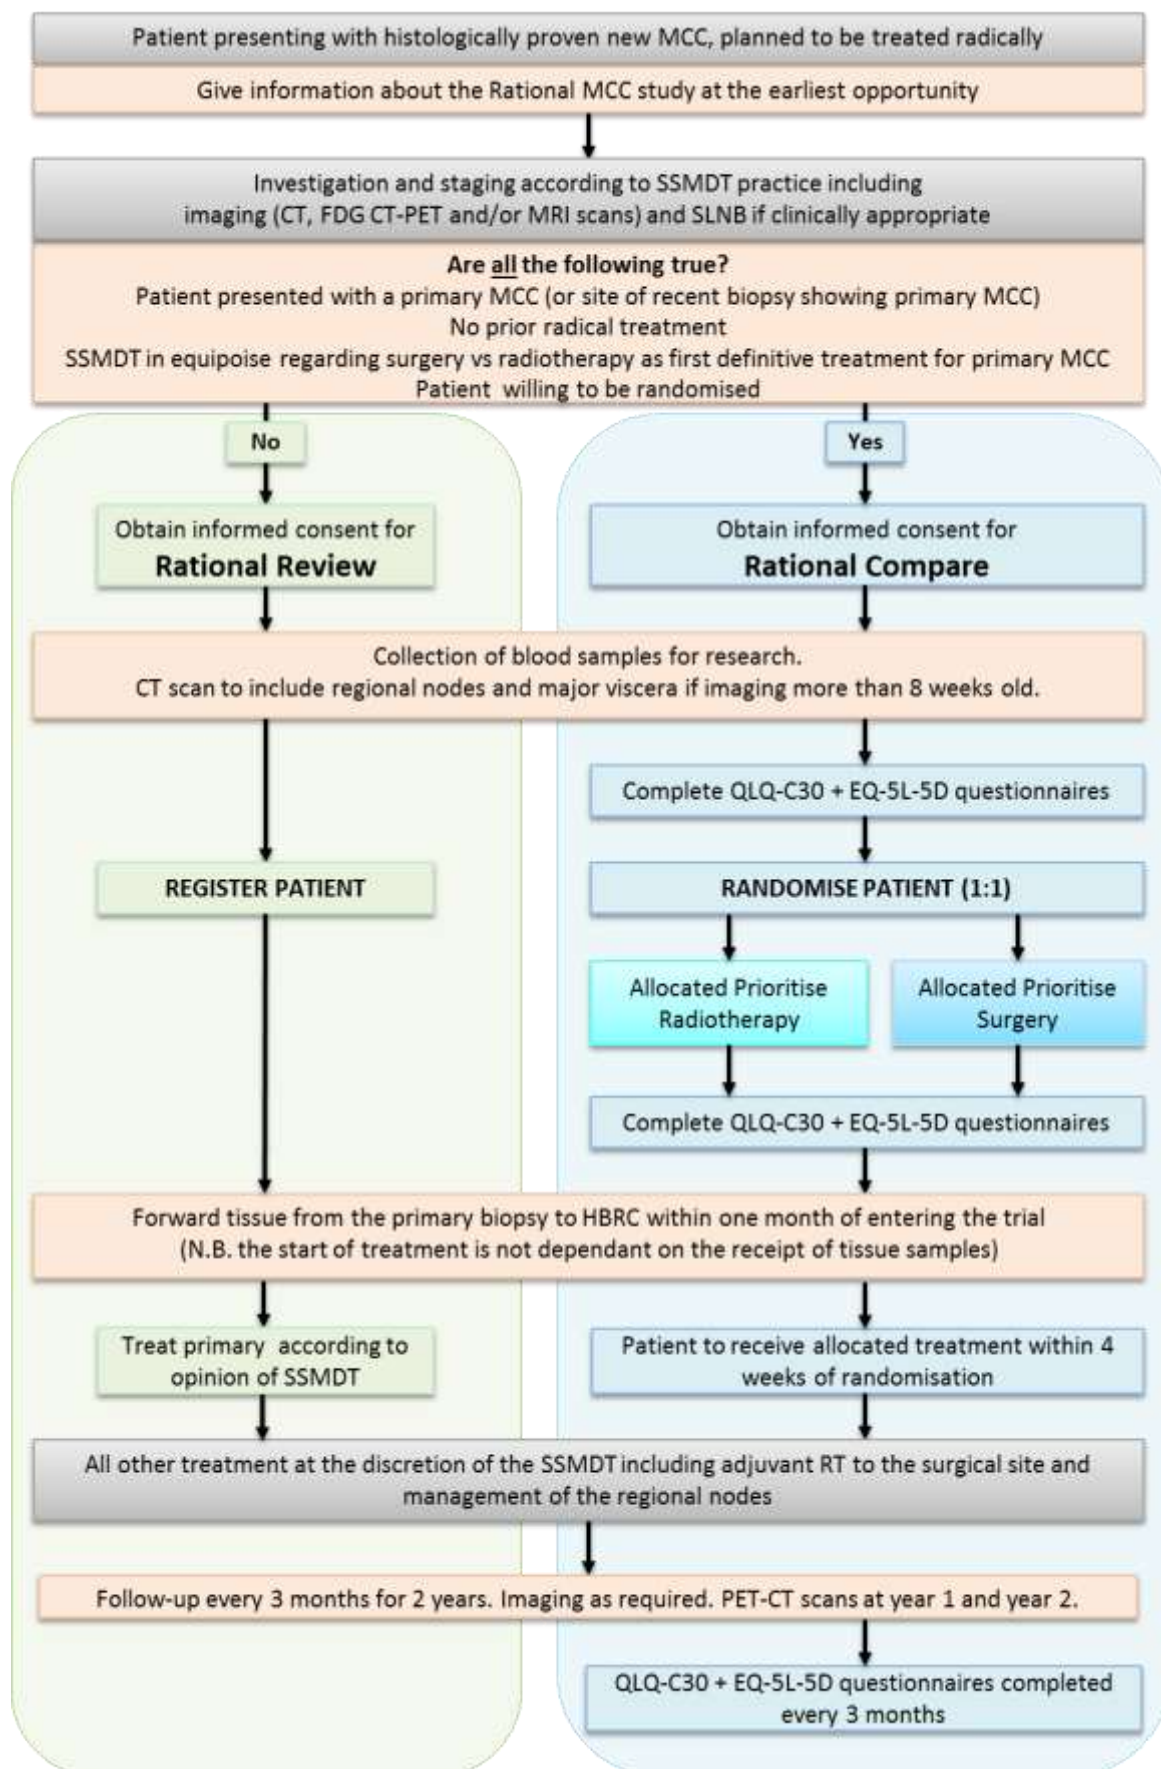 Patient presenting with histologically proven new MCC, planned to be treated radically
Give information about the Rational MCC study at the earliest opportunity
Investigation and staging according to SSMDT practice including
imaging (CT, FDG CT-PET and/or MRI scans) and SLNB if clinically appropriate
Are all the following true?
Patient presented with a primary MCC (or site of recent biopsy showing primary MCC)
No prior radical treatment
SSMDT in equipoise regarding surgery vs radiotherapy as first definitive treatment for primary MCC
Patient willing to be randomised
No
Yes
Obtain informed consent for
Rational Review
Obtain informed consent for
Rational Compare
Collection of blood samples for research.
CT scan to include regional nodes and major viscera if imaging more than 8 weeks old.
Complete QLQ-C30 + EQ-5L-5D questionnaires
REGISTER PATIENT
RANDOMISE PATIENT (1:1)
Allocated Prioritise
Radiotherapy
Allocated Prioritise
Surgery
Complete QLQ-C30 + EQ-5L-5D questionnaires
Forward tissue from the primary biopsy to HBRC within one month of entering the trial
(N.B. the start of treatment is not dependant on the receipt of tissue samples)
Treat primary according to
opinion of SSMDT
Patient to receive allocated treatment within 4
weeks of randomisation
All other treatment at the discretion of the SSMDT including adjuvant RT to the surgical site and
management of the regional nodes
Follow-up every 3 months for 2 years. Imaging as required. PET-CT scans at year 1 and year 2.
QLQ-C30 + EQ-5L-5D questionnaires completed
every 3 months